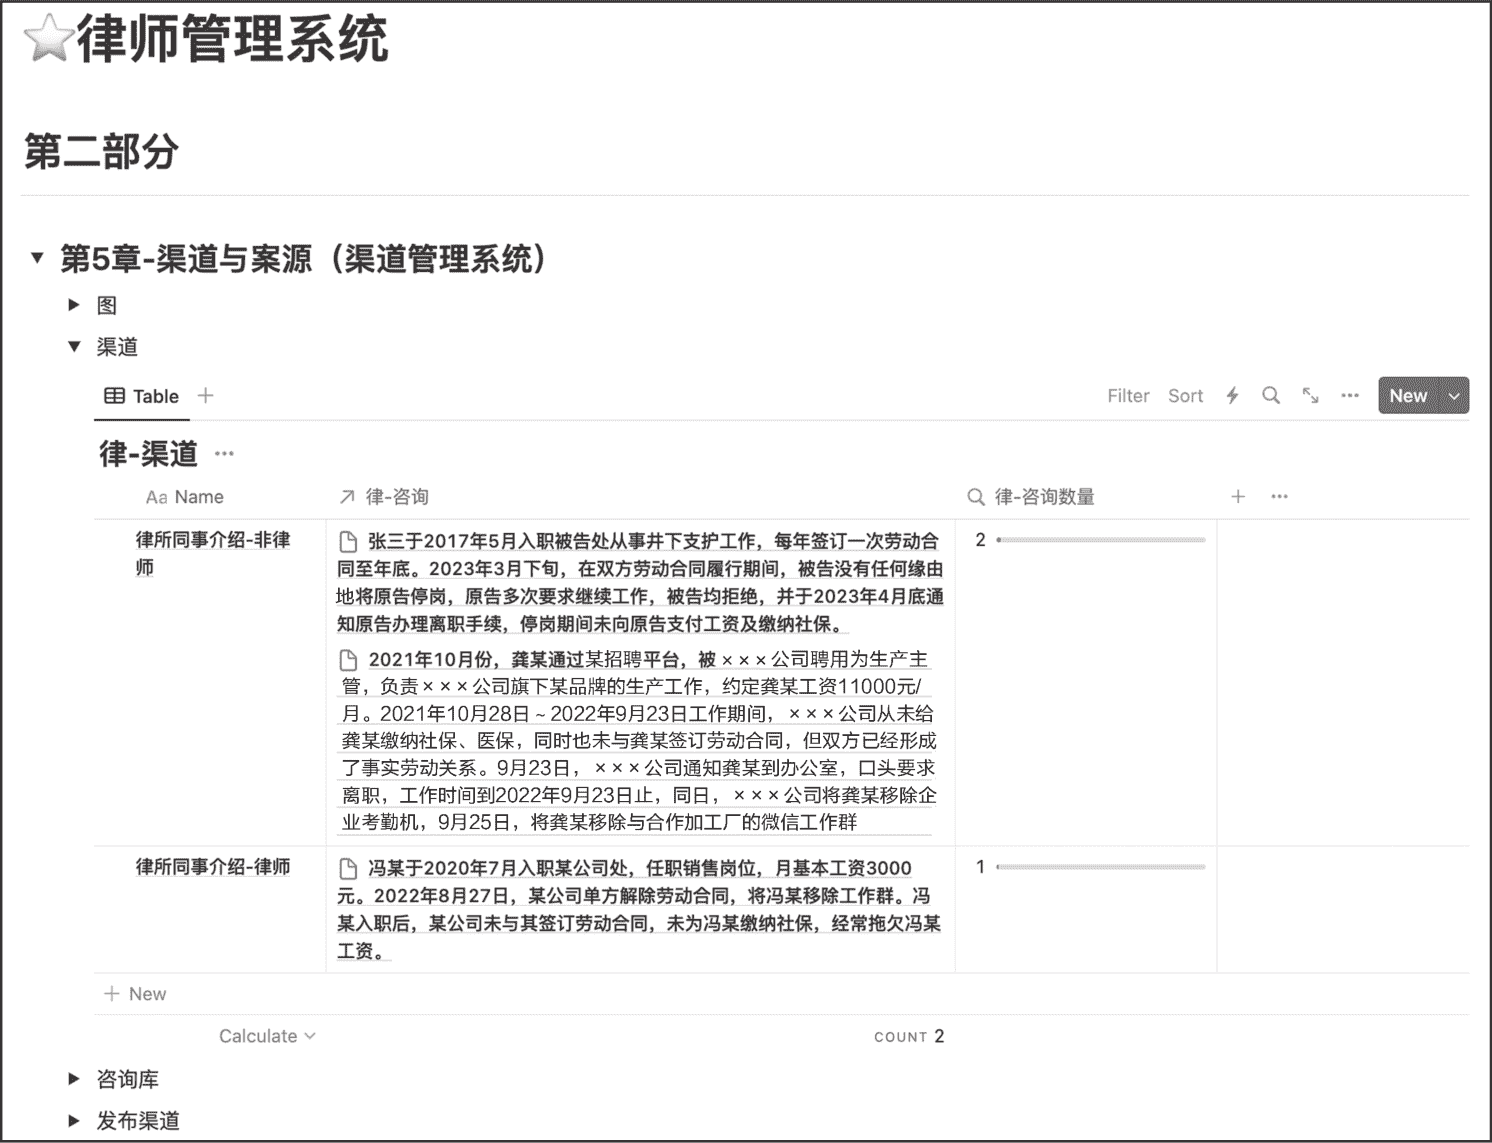 律师管理系统
第二部分
第5章-渠道与案源（渠道管理系统）
图
渠道
Table
Filter Sort New
律-渠道
Aa Name 律-咨询 律-咨询数量
律所同事介绍-非律
师
张三于2017年5月入职被告处从事井下支护工作，每年签订一次劳动合
同至年底。2023年3月下旬，在双方劳动合同履行期间，被告没有任何缘由
地将原告停岗，原告多次要求继续工作，被告均拒绝，并于2023年4月底通
知原告办理离职手续，停岗期间未向原告支付工资及缴纳社保。
2
2021年10月份，龚某通过某招聘平台，被×××公司聘用为生产主
管，负责×××公司旗下某品牌的生产工作，约定龚某工资11000元/
月。2021年10月28日~2022年9月23日工作期间，×××公司从未给
龚某缴纳社保、医保，同时也未与龚某签订劳动合同，但双方已经形成
了事实劳动关系。9月23日，×××公司通知龚某到办公室，口头要求
离职，工作时间到2022年9月23日止，同日，×××公司将龚某移除企
业考勤机，9月25日，将龚某移除与合作加工厂的微信工作群
律所同事介绍-律师
冯某于2020年7月入职某公司处，任职销售岗位，月基本工资3000
元。2022年8月27日，某公司单方解除劳动合同，将冯某移除工作群。冯
某入职后，某公司未与其签订劳动合同，未为冯某缴纳社保，经常拖欠冯某
工资。
1
New
Calculate COUNT 2
咨询库
发布渠道